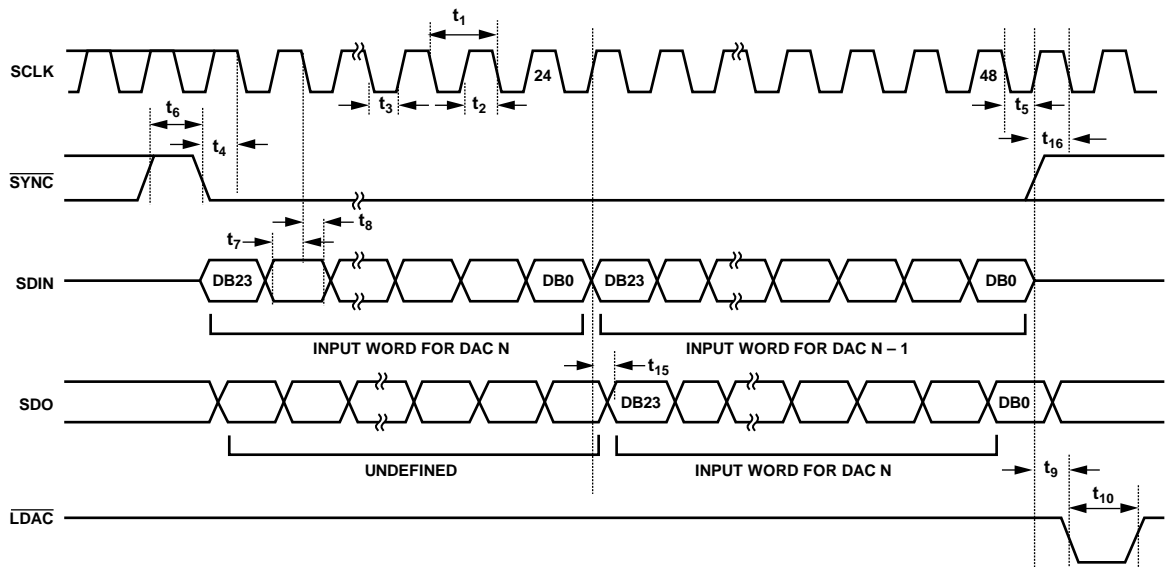 t1
SCLK
24
48
t3
t2
t5
t6
t4
t16
SYNC
t8
t7
SDIN
DB23
DB0
DB23
DB0
INPUT WORD FOR DAC N
INPUT WORD FOR DAC N – 1
t15
SDO
DB23
DB0
UNDEFINED
INPUT WORD FOR DAC N
t9
t10
LDAC